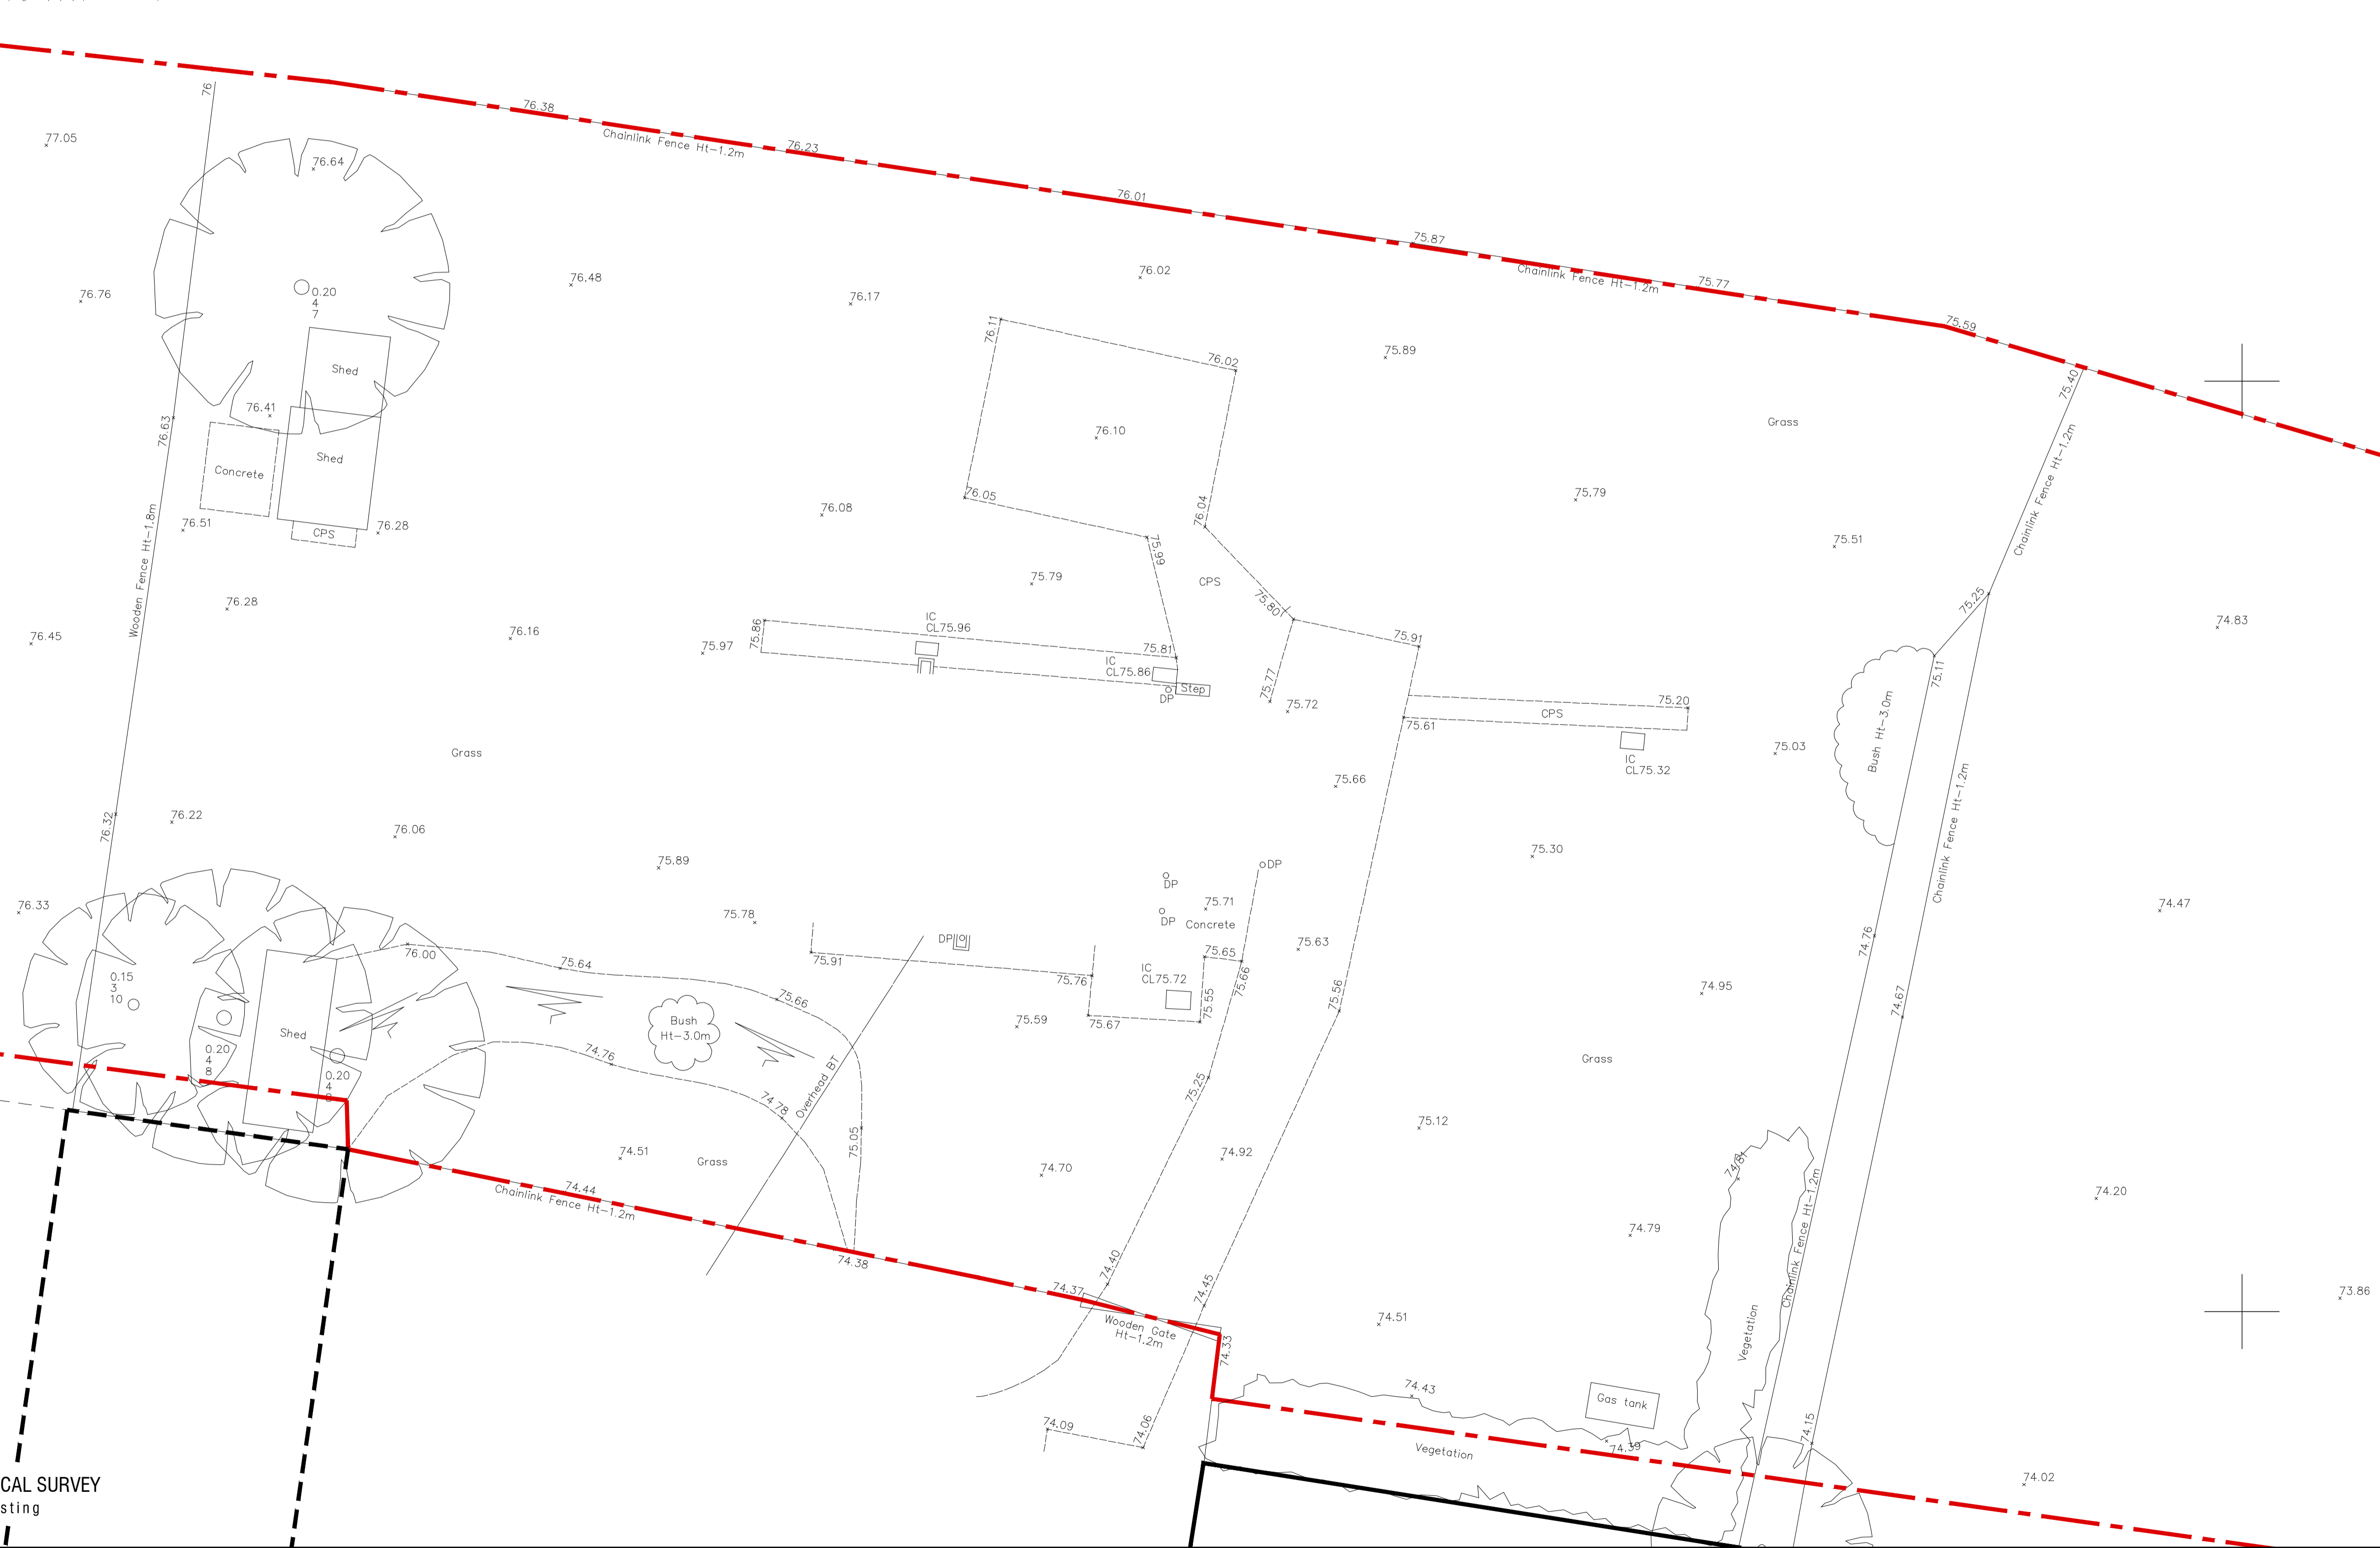 76.38
Chainlink Fence Ht-1.2m
76.23
76
77.05
76.64
76.01
75.87
76.02
76.48
76.17
Chainlink Fence Ht-1.2m
75.77
76.76
0.20
4
7
75.59
76.11
76.02
75.89
Shed
75.40
76.41
76.63
76.10
Grass
Shed
Concrete
Chainlink Fence Ht-1.2m
76.05
75.79
76.08
76.04
76.51
76.28
CPS
Wooden Fence Ht-1.8m
75.99
75.51
75.79
CPS
76.28
75.80
75.25
IC
CL75.96
74.83
76.45
76.16
75.86
75.97
75.81
75.91
IC
CL75.86
Step
DP
75.77
75.72
75.11
75.20
CPS
75.61
Bush Ht-3.0m
75.03
Grass
IC
CL75.32
75.66
Chainlink Fence Ht-1.2m
76.32
76.22
76.06
75.89
75.30
DP
DP
76.33
75.78
75.71
74.47
DP
Concrete
DP
75.63
74.76
76.00
75.64
75.91
75.76
75.65
75.66
IC
CL75.72
0.15
3
10
75.66
75.55
75.56
74.95
74.67
Bush
Ht-3.0m
75.59
75.67
Shed
0.20
4
8
74.76
Grass
0.20
4
74.78
Overhead BT
75.25
75.05
75.12
74.51
Grass
74.70
74.92
74.81
74.44
Chainlink Fence Ht-1.2m
74.20
74.79
74.38
74.40
Chainlink Fence Ht-1.2m
74.37
74.45
73.86
Wooden Gate
Ht-1.2m
74.51
74.33
Vegetation
74.43
Gas tank
74.09
74.06
74.15
Vegetation
74.39
74.02
CAL SURVEY
sting